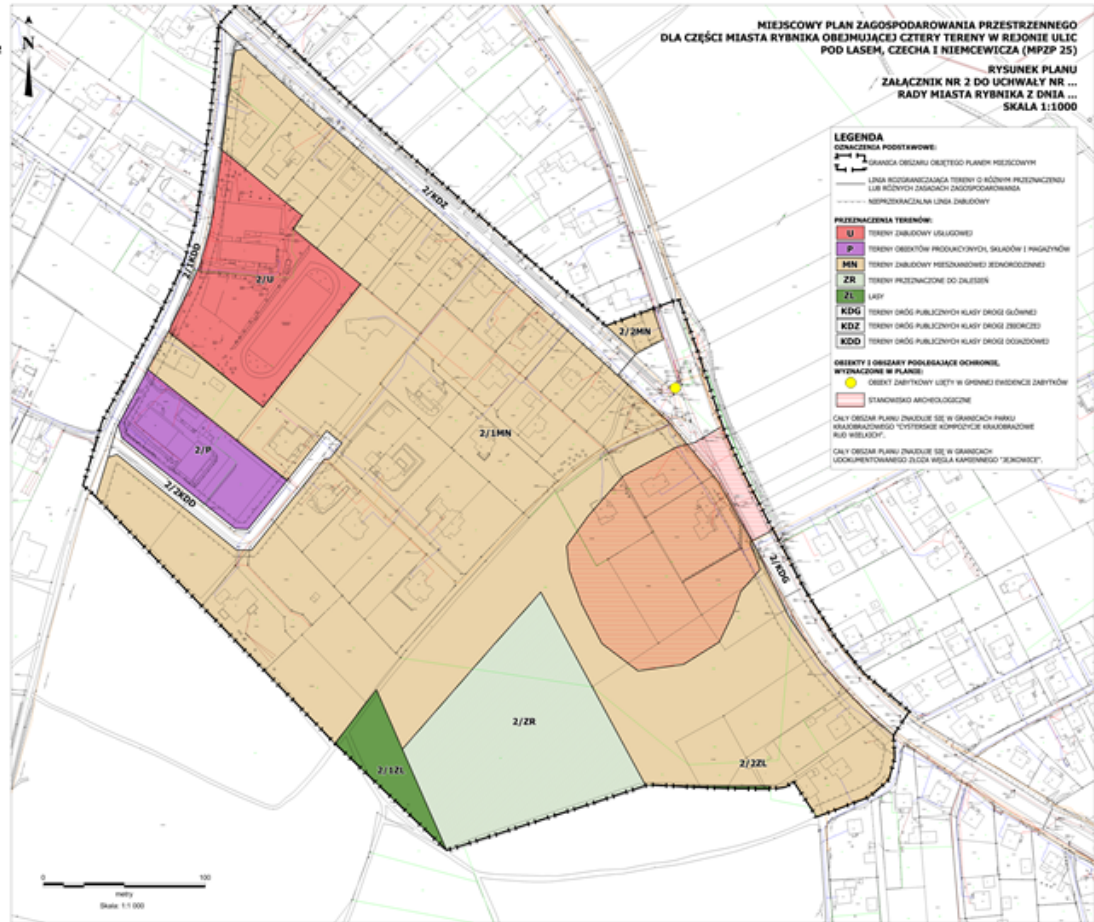 MIEJSCOWY PLAN ZAGOSPODAROWANIA PRZESTRZENNEGO
DLA CZĘŚCI MIASTA RYBNIKA OBEJMUJĄCEJ CZTERY TERENY W REJONIE ULIC
POD LASEM, CZECHA I NIEMCEWICZA (MPZP 25)
RYSUNEK PLANU
ZAŁĄCZNIK NR 2 DO UCHWAŁY NR ...
RADY MIASTA RYBNIKA Z DNIA ...
SKALA 1:1000
N
LEGENDA
OZNACZENIA PODSTAWOWE:
GRANICA OBSZARU OBJĘTEGO PLANEM MIEJSCOWYM
LINIA ROZGRANICZAJĄCA TERENY O RÓŻNYM PRZEZNACZENIU
LUB RÓŻNYCH ZASADACH ZAGOSPODAROWANIA
NIEPRZEKRACZALNA LINIA ZABUDOWY
PRZEZNACZENIA TERENÓW:
U TERENY ZABUDOWY USŁUGOWEJ
P TERENY OBIEKTÓW PRODUKCYJNYCH, SKŁADÓW I MAGAZYNÓW
MN TERENY ZABUDOWY MIESZKANIOWEJ JEDNORODZINNEJ
ZR TERENY PRZEZNACZONE DO ZALESIEŃ
ZL LASY
KDG TERENY DRÓG PUBLICZNYCH KLASY DROGI GŁÓWNEJ
KDZ TERENY DRÓG PUBLICZNYCH KLASY DROGI ZBIORCZEJ
KDD TERENY DRÓG PUBLICZNYCH KLASY DROGI DOJAZDOWEJ
OBIEKTY I OBSZARY PODLEGAJĄCE OCHRONIE,
WYZNACZONE W PLANIE:
OBIEKT ZABYTKOWY UJĘTY W GMINNEJ EWIDENCJI ZABYTKÓW
STANOWISKO ARCHEOLOGICZNE
CAŁY OBSZAR PLANU ZNAJDUJE SIĘ W GRANICACH PARKU
KRAJOBRAZOWEGO "CYSTERSKIE KOMPOZYCJE KRAJOBRAZOWE
RUD WIELKICH".
CAŁY OBSZAR PLANU ZNAJDUJE SIĘ W GRANICACH
UDOKUMENTOWANEGO ZŁOŻA WĘGLA KAMIENNEGO "JEJKOWICE".
2/KDZ
2/1KDD
2/U
2/2MN
2/1MN
2/P
2/2KDD
2/KDG
2/ZR
2/1ZL
2/2ZL
0 100
metry
Skala: 1:1 000